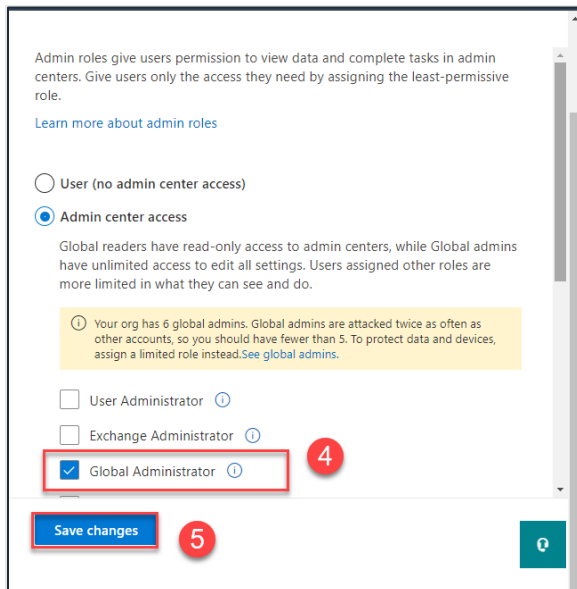 Admin roles give users permission to view data and complete tasks in admin
centers. Give users only the access they need by assigning the least-permissive
role.
Learn more about admin roles
User (no admin center access)
Admin center access
Global readers have read-only access to admin centers, while Global admins
have unlimited access to edit all settings. Users assigned other roles are
more limited in what they can see and do.
Your org has 6 global admins. Global admins are attacked twice as often as
other accounts, so you should have fewer than 5. To protect data and devices,
assign a limited role instead.See global admins.
User Administrator
Exchange Administrator
Global Administrator
4
Save changes
5